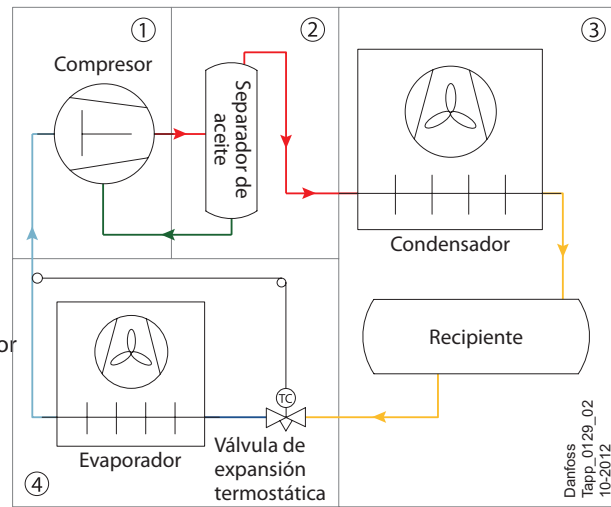 ①
Compresor
②
Separador de
aceite
③
Condensador
Recipiente
or
TC
Evaporador
Válvula de
expansión
termostática
④
Danfoss
Tapp_0129_02
10-2012